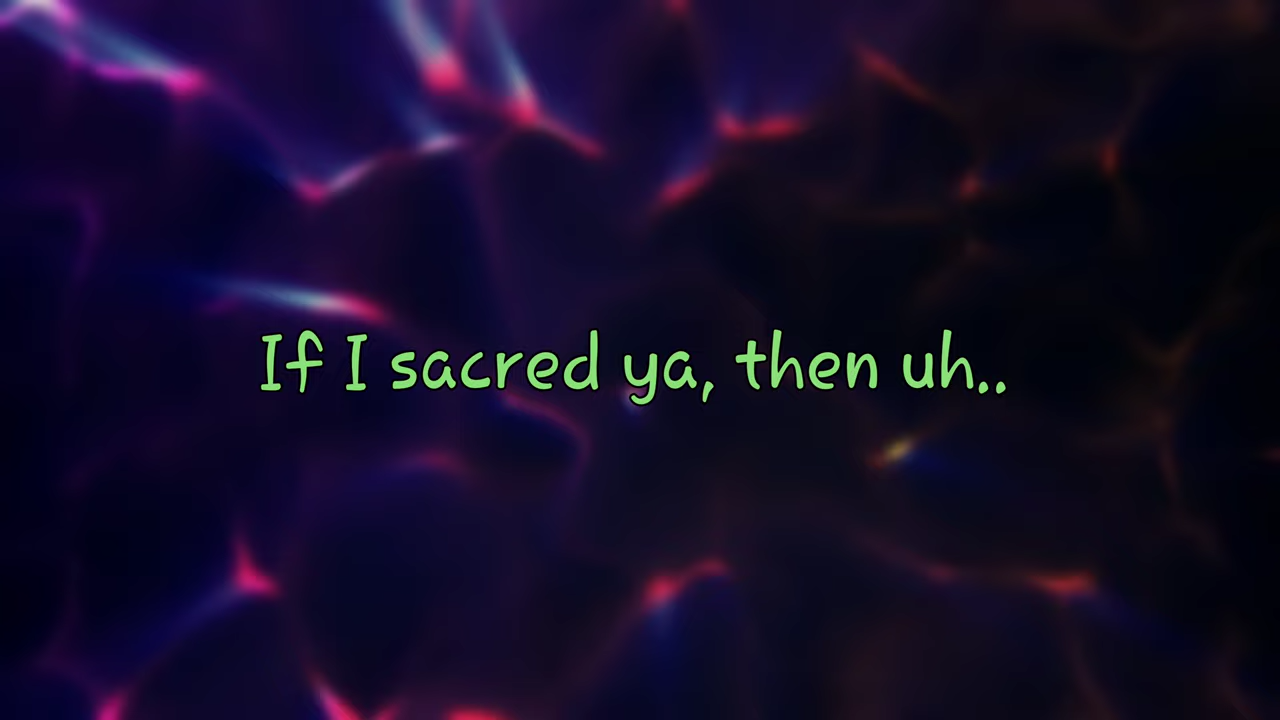 If I sacred ya, then uh..